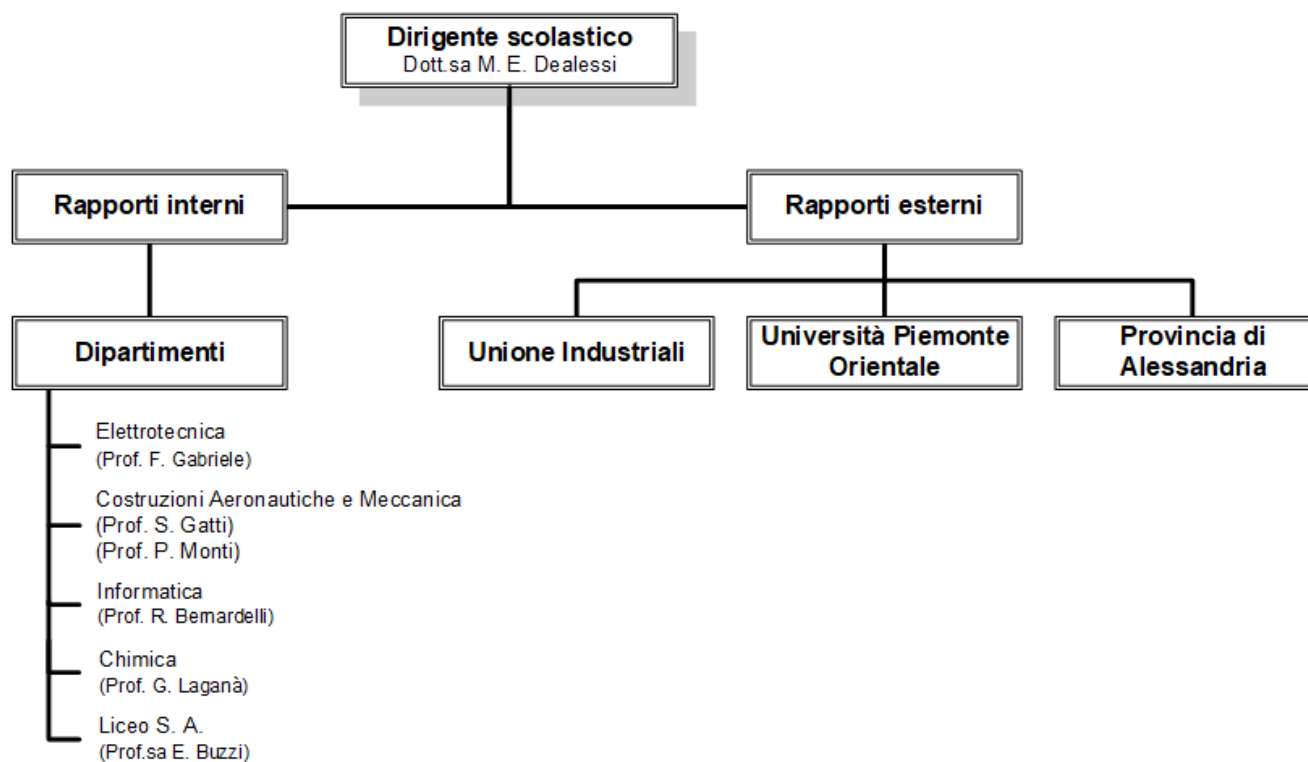 Dirigente scolastico
Dott.sa M. E. Dealessi
Rapporti interni
Rapporti esterni
Dipartimenti
Unione Industriali
Università Piemonte
Orientale
Provincia di
Alessandria
Elettrotecnica
(Prof. F. Gabriele)
Costruzioni Aeronautiche e Meccanica
(Prof. S. Gatti)
(Prof. P. Monti)
Informatica
(Prof. R. Bernardelli)
Chimica
(Prof. G. Laganà)
Liceo S. A.
(Prof.sa E. Buzzi)